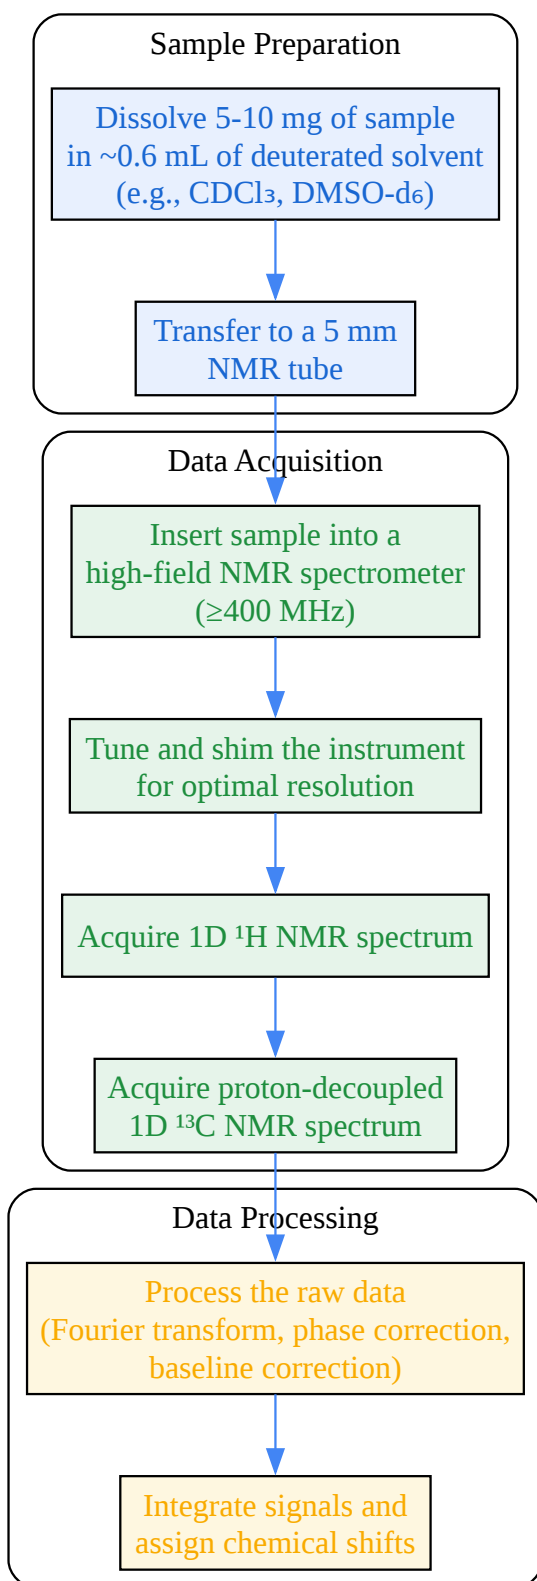 Sample Preparation
Dissolve 5-10 mg of sample
in ~0.6 mL of deuterated solvent
(e.g., CDCl₃, DMSO-d₆)
Transfer to a 5 mm
NMR tube
Data Acquisition
Insert sample into a
high-field NMR spectrometer
(≥400 MHz)
Tune and shim the instrument
for optimal resolution
Acquire 1D ¹H NMR spectrum
Acquire proton-decoupled
1D ¹³C NMR spectrum
Data Processing
Process the raw data
(Fourier transform, phase correction,
baseline correction)
Integrate signals and
assign chemical shifts